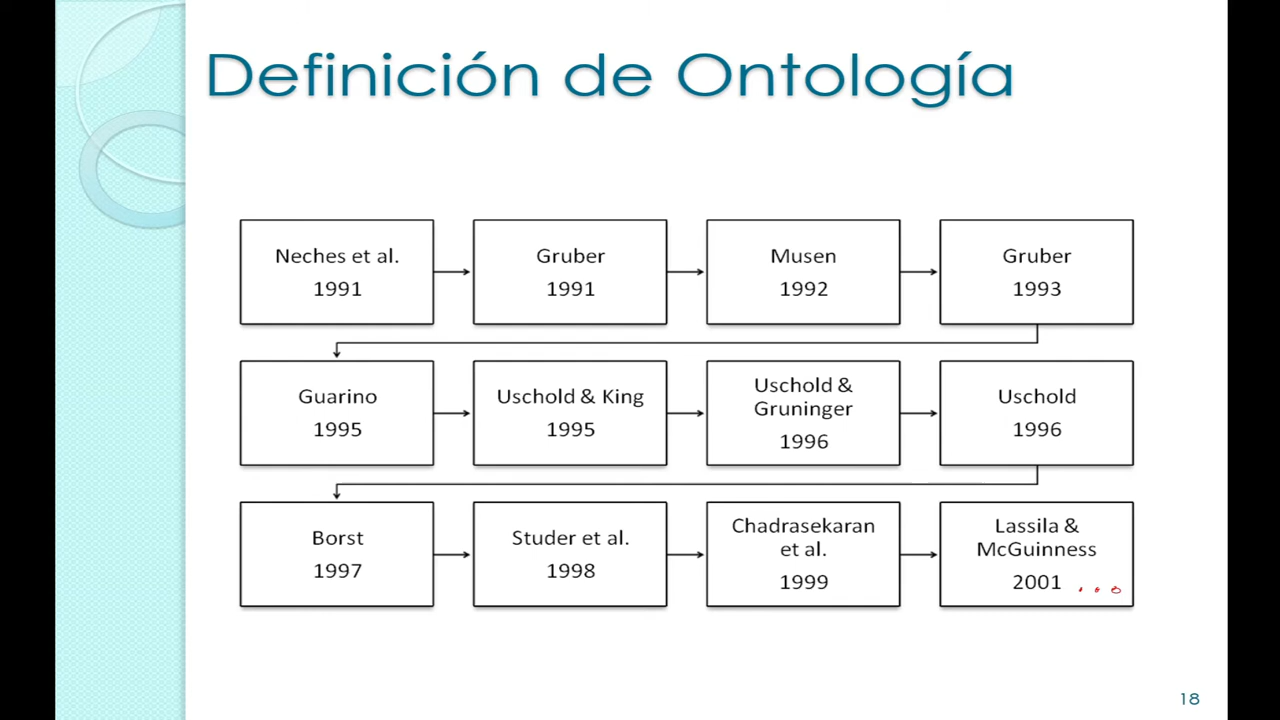 Definición de Ontología
Neches et al.
1991
Gruber
1991
Musen
1992
Gruber
1993
Guarino
1995
Uschold & King
1995
Uschold &
Gruninger
1996
Uschold
1996
Borst
1997
Studer et al.
1998
Chadrasekaran
et al.
1999
Lassila &
McGuinness
2001 ...
18